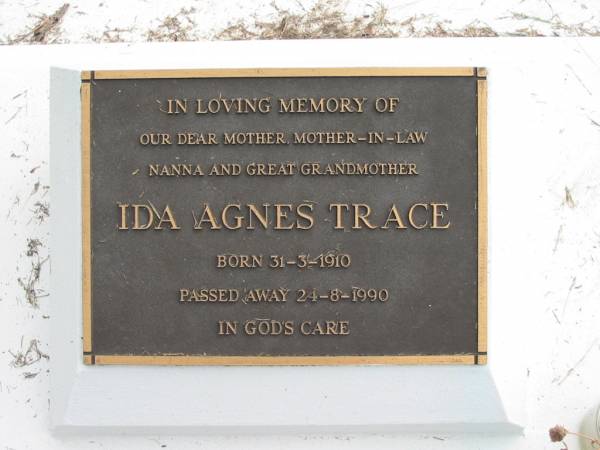 IN LOVING MEMORY OF
OUR DEAR MOTHER, MOTHER-IN-LAW
NANNA AND GREAT GRANDMOTHER
IDA AGNES TRACE
BORN 31-3-1910
PASSED AWAY 24-8-1990
IN GOD'S CARE